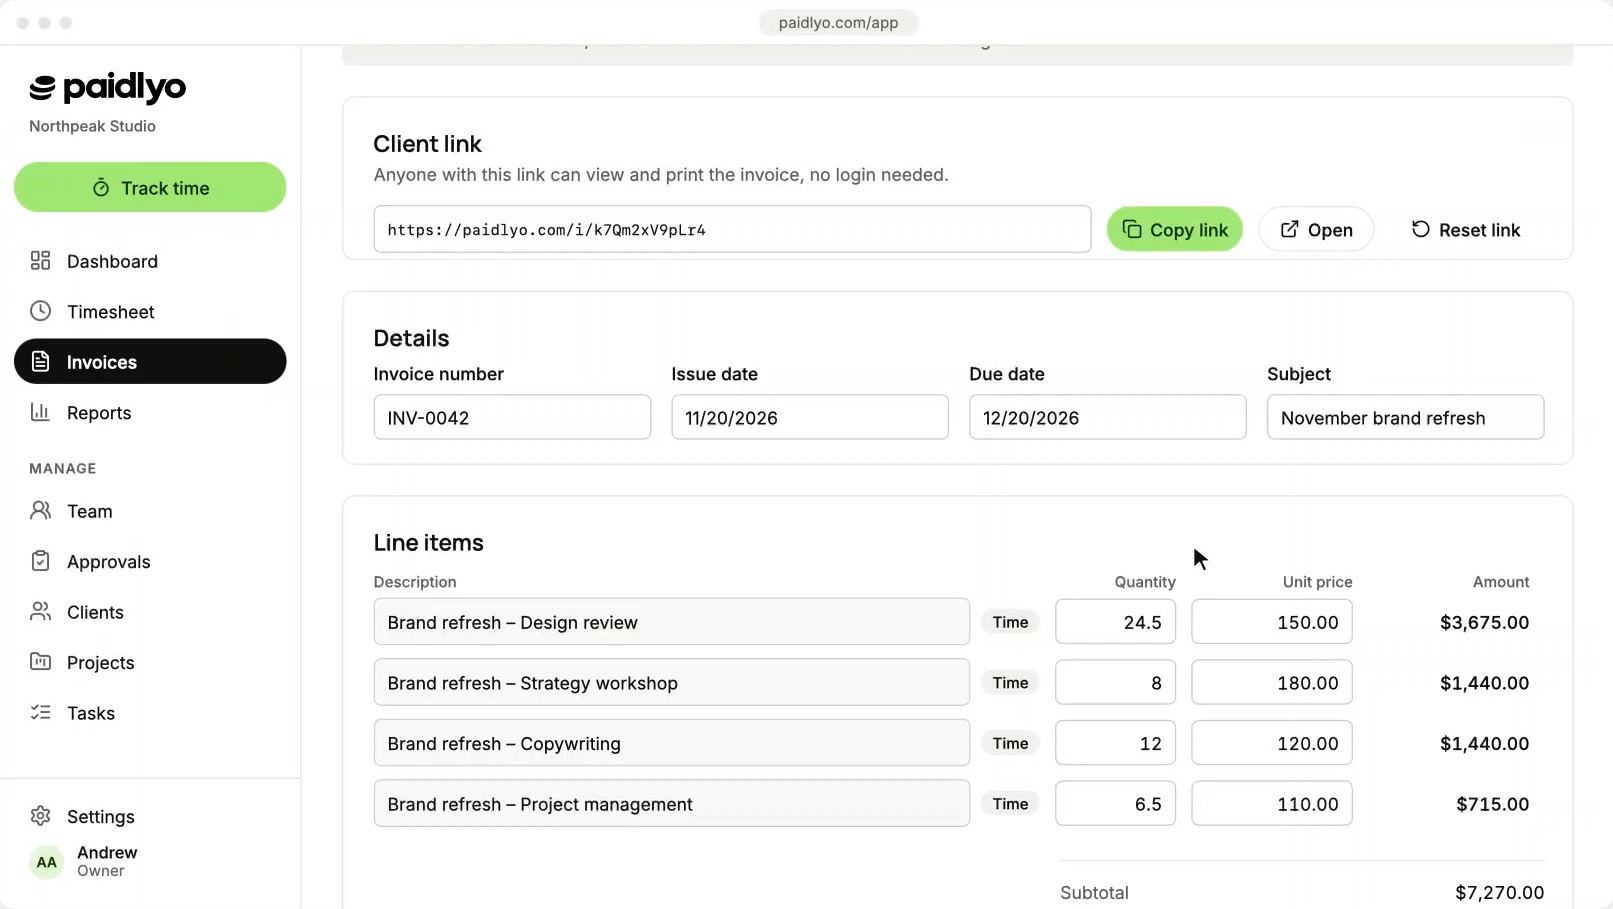 paidlyo.com/app
paidlyo
Northpeak Studio
Track time
Dashboard
Timesheet
Invoices
Reports
MANAGE
Team
Approvals
Clients
Projects
Tasks
Settings
AA
Andrew
Owner
Client link
Anyone with this link can view and print the invoice, no login needed.
https://paidlyo.com/i/k7Qm2xV9pLr4
Copy link
Open
Reset link
Details
Invoice number Issue date Due date Subject
INV-0042 11/20/2026 12/20/2026 November brand refresh
Line items
Description Quantity Unit price Amount
Brand refresh – Design review Time 24.5 150.00 $3,675.00
Brand refresh – Strategy workshop Time 8 180.00 $1,440.00
Brand refresh – Copywriting Time 12 120.00 $1,440.00
Brand refresh – Project management Time 6.5 110.00 $715.00
Subtotal $7,270.00